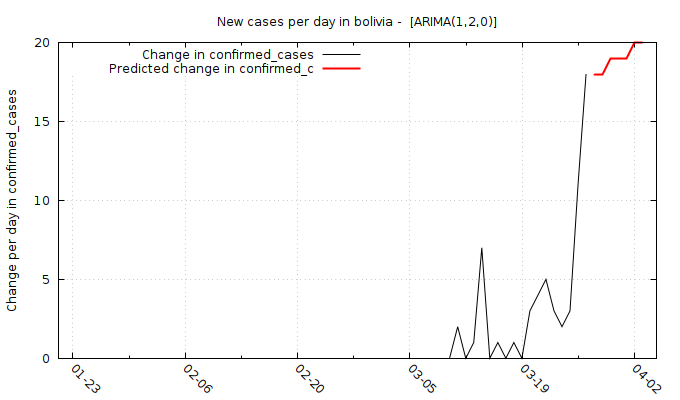 New cases per day in bolivia -  [ARIMA(1,2,0)]
Change in confirmed_cases
Predicted change in confirmed_c
Change per day in confirmed_cases
20
15
10
5
0
01-23
02-06
02-20
03-05
03-19
04-02